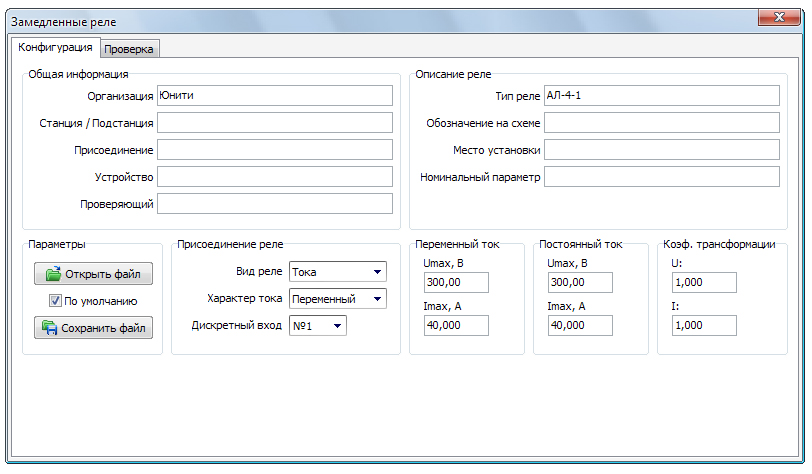 Замедленные реле
Конфигурация Проверка
Общая информация
Организация Юнити
Станция / Подстанция
Присоединение
Устройство
Проверяющий
Описание реле
Тип реле АЛ-4-1
Обозначение на схеме
Место установки
Номинальный параметр
Параметры
Открыть файл
По умолчанию
Сохранить файл
Присоединение реле
Вид реле Тока
Характер тока Переменный
Дискретный вход №1
Переменный ток
Umax, В
300,00
Imax, А
40,000
Постоянный ток
Umax, В
300,00
Imax, А
40,000
Коэф. трансформации
U:
1,000
I:
1,000